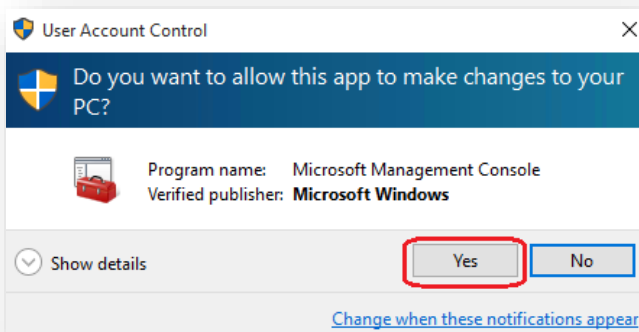 User Account Control
Do you want to allow this app to make changes to your
PC?
Program name: Microsoft Management Console
Verified publisher: Microsoft Windows
Show details
Yes
No
Change when these notifications appear